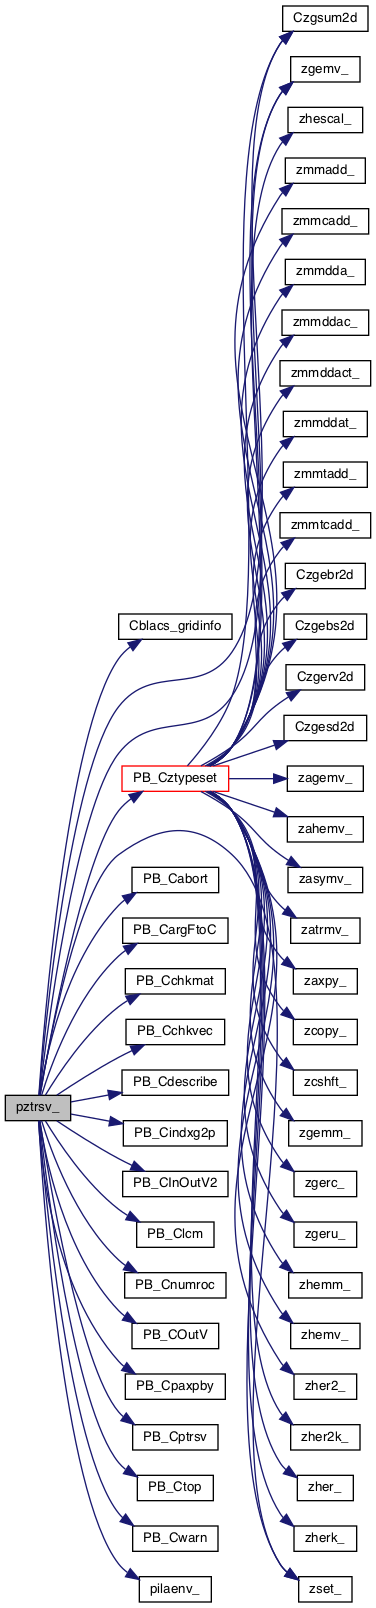 Czgsum2d
zgemv_
zhescal_
zmmadd_
zmmcadd_
zmmdda_
zmmddac_
zmmddact_
zmmddat_
zmmtadd_
zmmtcadd_
Czgebr2d
Cblacs_gridinfo
Czgebs2d
Czgerv2d
Czgesd2d
PB_Cztypeset
zagemv_
zahemv_
PB_Cabort
zasymv_
PB_CargFtoC
zatrmv_
PB_Cchkmat
zaxpy_
PB_Cchkvec
zcopy_
PB_Cdescribe
zcshft_
pztrsv_
PB_Cindxg2p
zgemm_
PB_CInOutV2
zgerc_
PB_Clcm
zgeru_
PB_Cnumroc
zhemm_
PB_COutV
zhemv_
PB_Cpaxpby
zher2_
PB_Cptrsv
zher2k_
PB_Ctop
zher_
PB_Cwarn
zherk_
pilaenv_
zset_